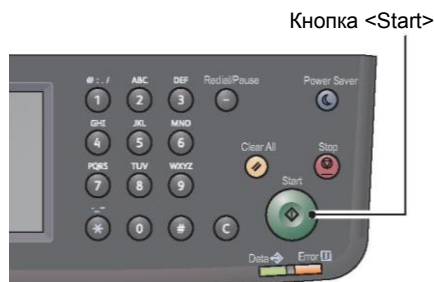 Кнопка <Start>
@ : . / ABC DEF Redial/Pause Power Saver
1 2 3 –
GHI JKL MNO
4 5 6 Clear All Stop
PQRS TUV WXYZ
7 8 9 Start
-_~
* 0 # C
Data Error